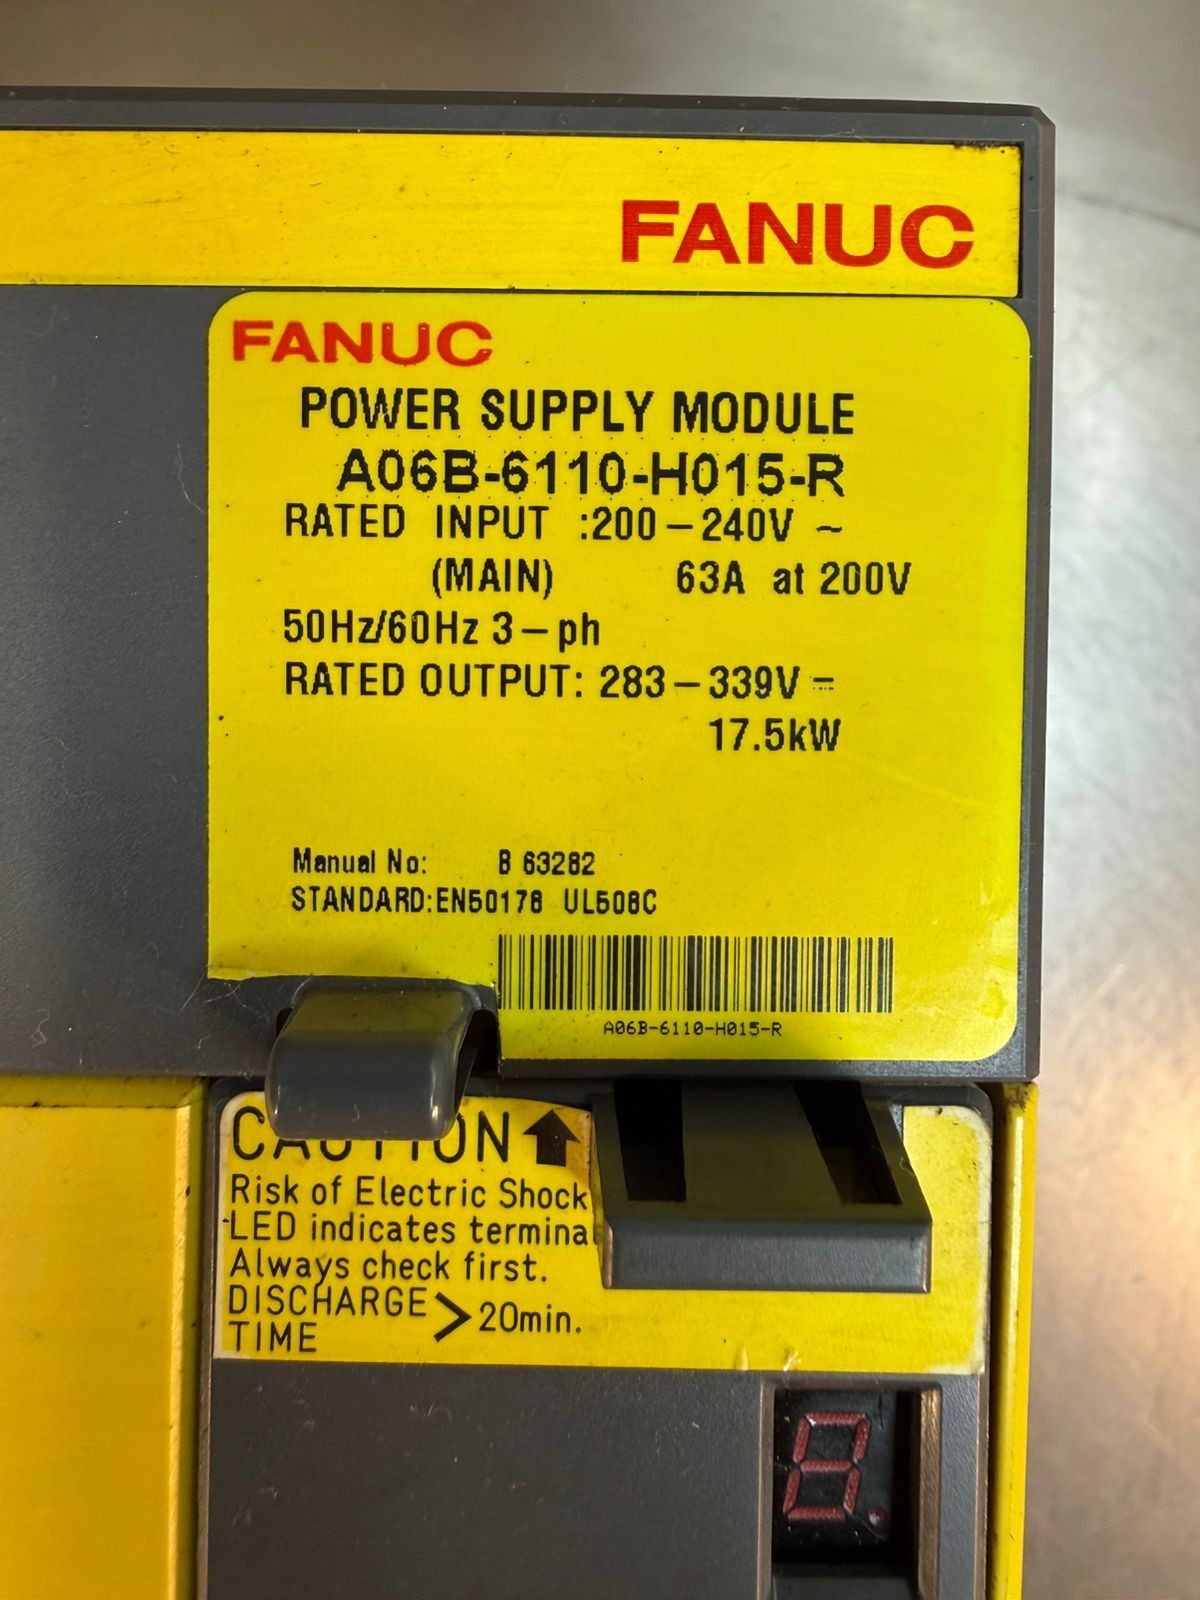 FANUC
FANUC
POWER SUPPLY MODULE
A06B-6110-H015-R
RATED INPUT :200-240V ~
(MAIN) 63A at 200V
50Hz/60Hz 3-ph
RATED OUTPUT: 283-339V ⎓
17.5kW
Manual No: B 63282
STANDARD:EN50178 UL508C
A06B-6110-H015-R
CAUTION ⬆
Risk of Electric Shock
LED indicates termina
Always check first.
DISCHARGE TIME > 20min.
8.